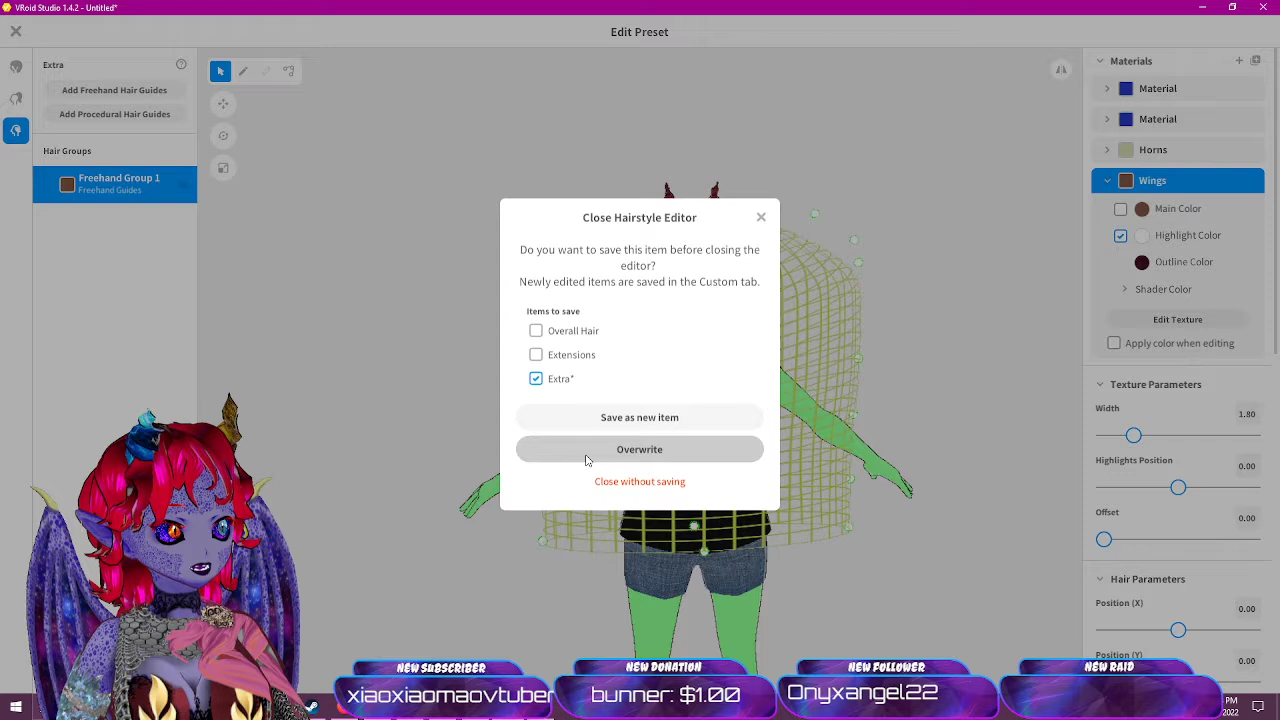 VRoid Studio 1.4.2 - Untitled*
Edit Preset
Extra
Add Freehand Hair Guides
Add Procedural Hair Guides
Hair Groups
Freehand Group 1
Freehand Guides
Close Hairstyle Editor
Do you want to save this item before closing the
editor?
Newly edited items are saved in the Custom tab.
Items to save
Overall Hair
Extensions
Extra*
Save as new item
Overwrite
Close without saving
Materials
Material
Material
Horns
Wings
Main Color
Highlight Color
Outline Color
Shader Color
Edit Texture
Apply color when editing
Texture Parameters
Width
1.80
Highlights Position
0.00
Offset
0.00
Hair Parameters
Position (X)
0.00
Position (Y)
0.00
NEW SUBSCRIBER
xiaoxiaomaovtuber
NEW DONATION
bunner: $1.00
NEW FOLLOWER
Onyxangel22
NEW RAID
PM